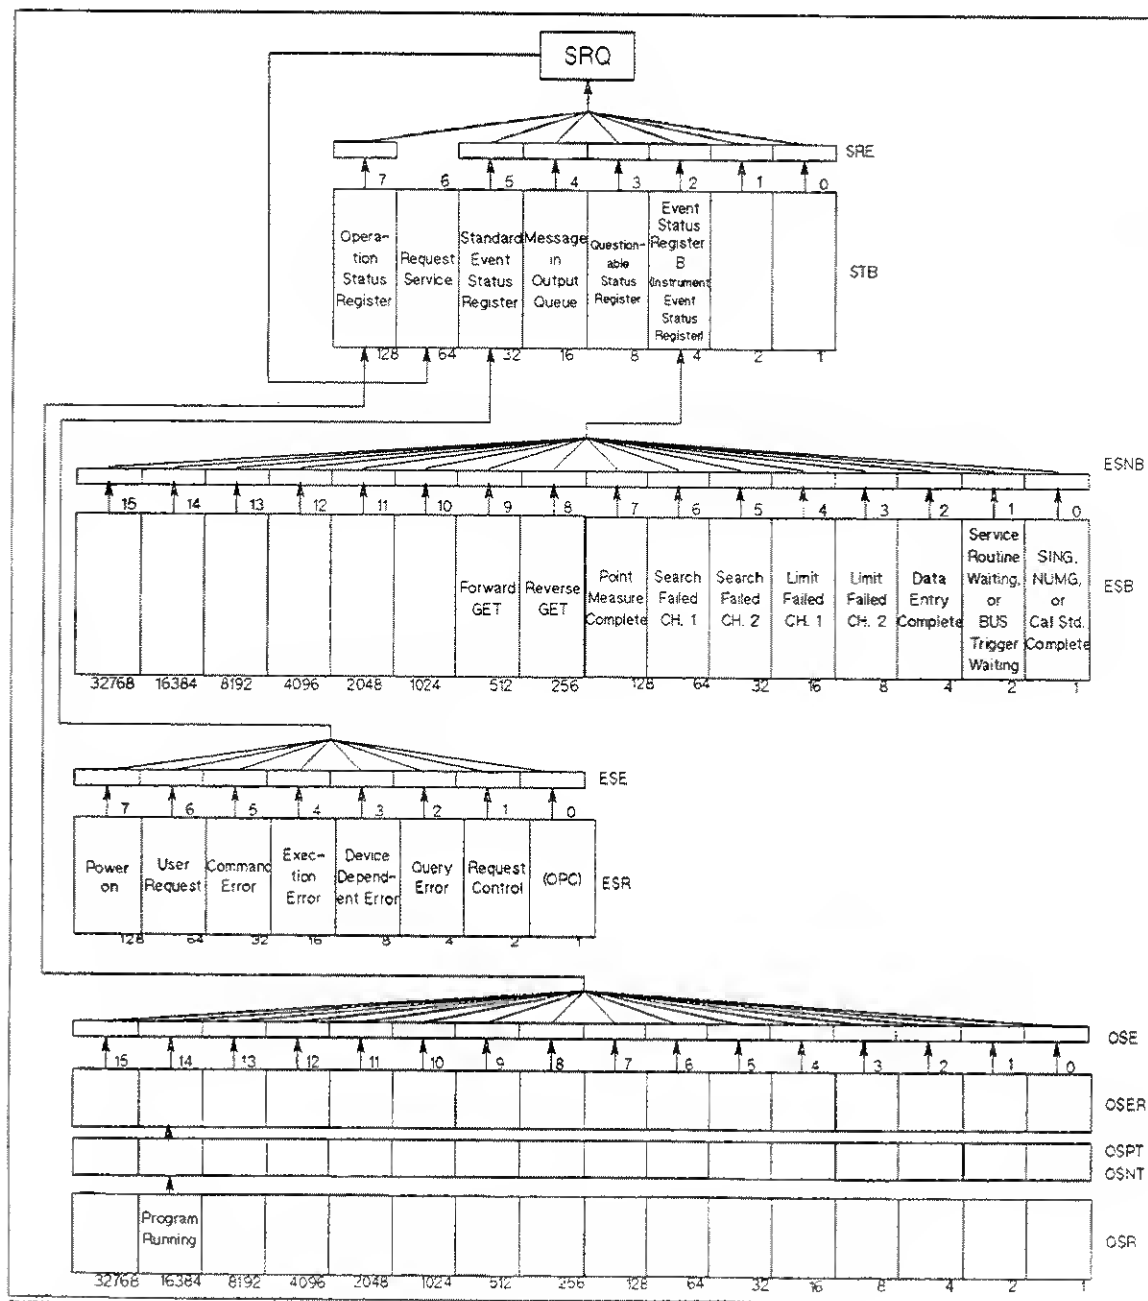 SRQ
SRE
7 6 5 4 3 2 1 0
Opera-
tion
Status
Register
Request
Service
Standard
Event
Status
Register
Message
in
Output
Queue
Question-
able
Status
Register
Event
Status
Register
B
(Instrument
Event
Status
Register)
STB
128 64 32 16 8 4 2 1
ESNB
15 14 13 12 11 10 9 8 7 6 5 4 3 2 1 0
Forward
GET
Reverse
GET
Point
Measure
Complete
Search
Failed
CH. 1
Search
Failed
CH. 2
Limit
Failed
CH. 1
Limit
Failed
CH. 2
Data
Entry
Complete
Service
Routine
Waiting,
or
BUS
Trigger
Waiting
SING,
NUMG,
or
Cal Std.
Complete
ESB
32768 16384 8192 4096 2048 1024 512 256 128 64 32 16 8 4 2 1
ESE
7 6 5 4 3 2 1 0
Power
on
User
Request
Command
Error
Exec-
tion
Error
Device
Depend-
ent Error
Query
Error
Request
Control
(OPC)
ESR
128 64 32 16 8 4 2 1
OSE
15 14 13 12 11 10 9 8 7 6 5 4 3 2 1 0
OSER
OSPT
OSNT
Program
Running
OSR
32768 16384 8192 4096 2048 1024 512 256 128 64 32 16 8 4 2 1